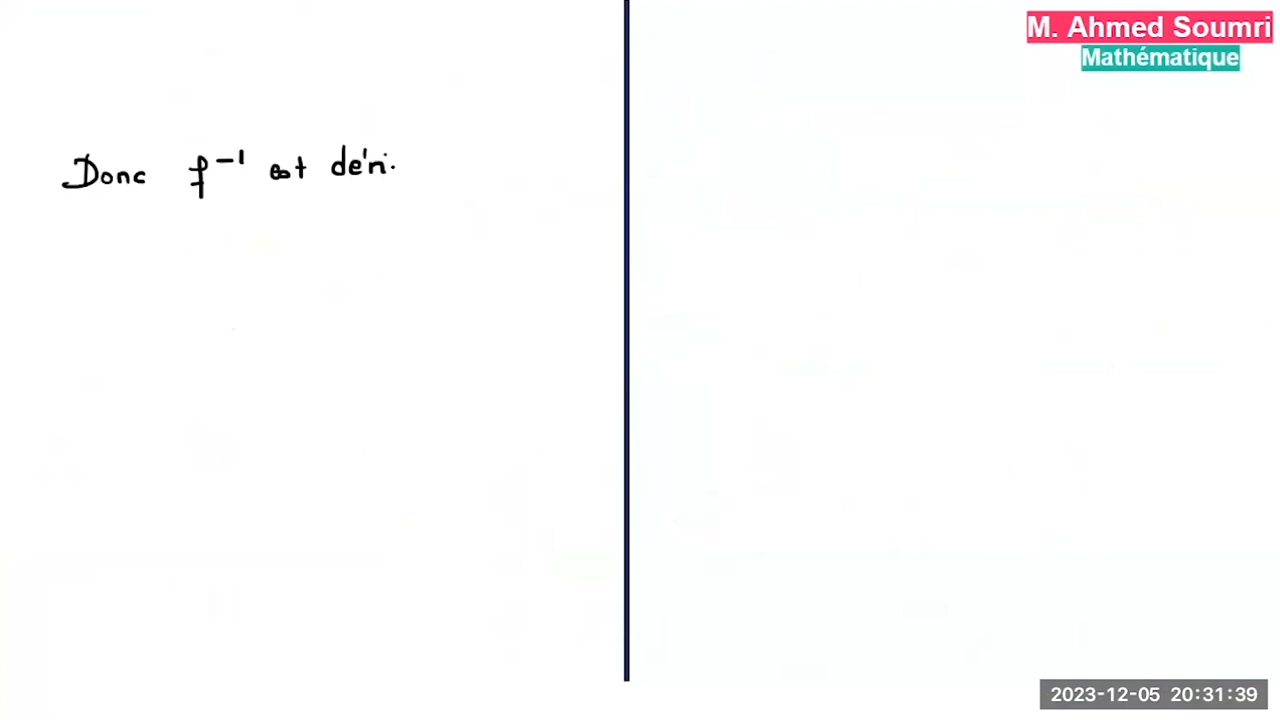 M. Ahmed Soumri
Mathématique
Donc f⁻¹ est déri
2023-12-05 20:31:39